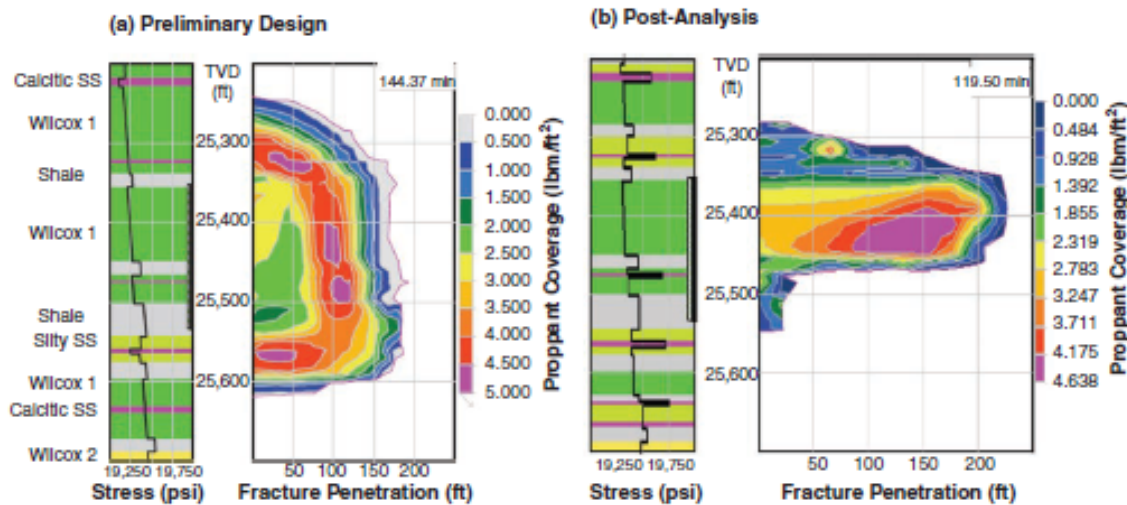 (a) Preliminary Design
Calcitic SS
Wilcox 1
Shale
Wilcox 1
Shale
Silty SS
Wilcox 1
Calcitic SS
Wilcox 2
TVD
(ft)
25,300
25,400
25,500
25,600
144.37 min
0.000
0.500
1.000
1.500
2.000
2.500
3.000
3.500
4.000
4.500
5.000
Proppant Coverage (lbm/ft²)
19,250 19,750
Stress (psi)
50 100 150 200
Fracture Penetration (ft)
(b) Post-Analysis
TVD
(ft)
25,300
25,400
25,500
25,600
119.50 min
0.000
0.484
0.928
1.392
1.855
2.319
2.783
3.247
3.711
4.175
4.638
Proppant Coverage (lbm/ft²)
19,250 19,750
Stress (psi)
50 100 150 200
Fracture Penetration (ft)